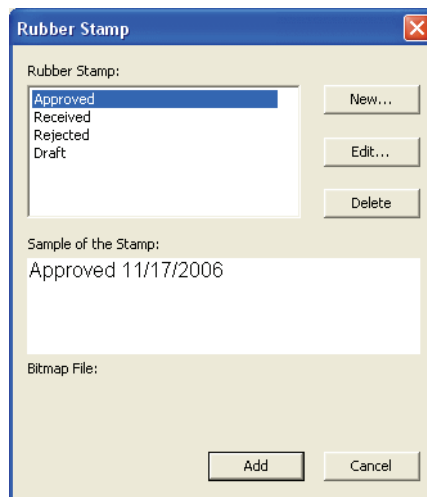 Rubber Stamp
Rubber Stamp:
Approved
Received
Rejected
Draft
New...
Edit...
Delete
Sample of the Stamp:
Approved 11/17/2006
Bitmap File:
Add
Cancel